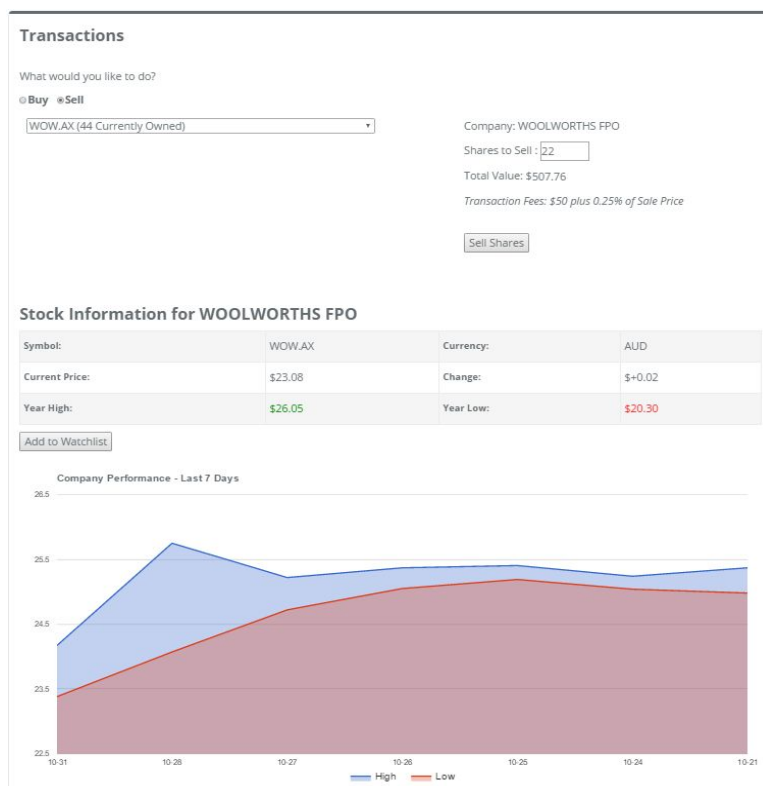 Transactions
What would you like to do?
Buy Sell
WOW.AX (44 Currently Owned)
Company: WOOLWORTHS FPO
Shares to Sell : 22
Total Value: $507.76
Transaction Fees: $50 plus 0.25% of Sale Price
Sell Shares
Stock Information for WOOLWORTHS FPO
Symbol: WOW.AX Currency: AUD
Current Price: $23.08 Change: $+0.02
Year High: $26.05 Year Low: $20.30
Add to Watchlist
Company Performance - Last 7 Days
26.5
25.5
24.5
23.5
22.5
10-31 10-28 10-27 10-26 10-25 10-24 10-21
High Low